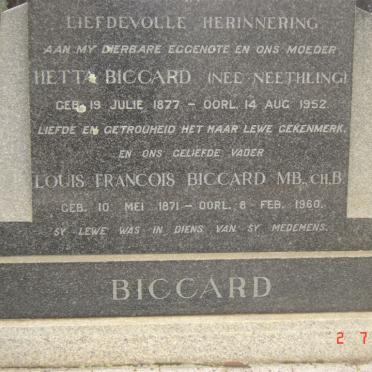 LIEFDEVOLLE HERINNERING
AAN MY DIERBARE EGGENOTE EN ONS MOEDER
HETTA BICCARD (NEE NEETHLING)
GEB. 19 JULIE 1877 - OORL. 14 AUG. 1952.
LIEFDE EN GETROUHEID HET HAAR LEWE GEKENMERK.
EN ONS GELIEFDE VADER
LOUIS FRANCOIS BICCARD M.B., CH.B.
GEB. 10 MEI 1871 - OORL. 8 FEB. 1960.
SY LEWE WAS IN DIENS VAN SY MEDEMENS.
BICCARD
2 7